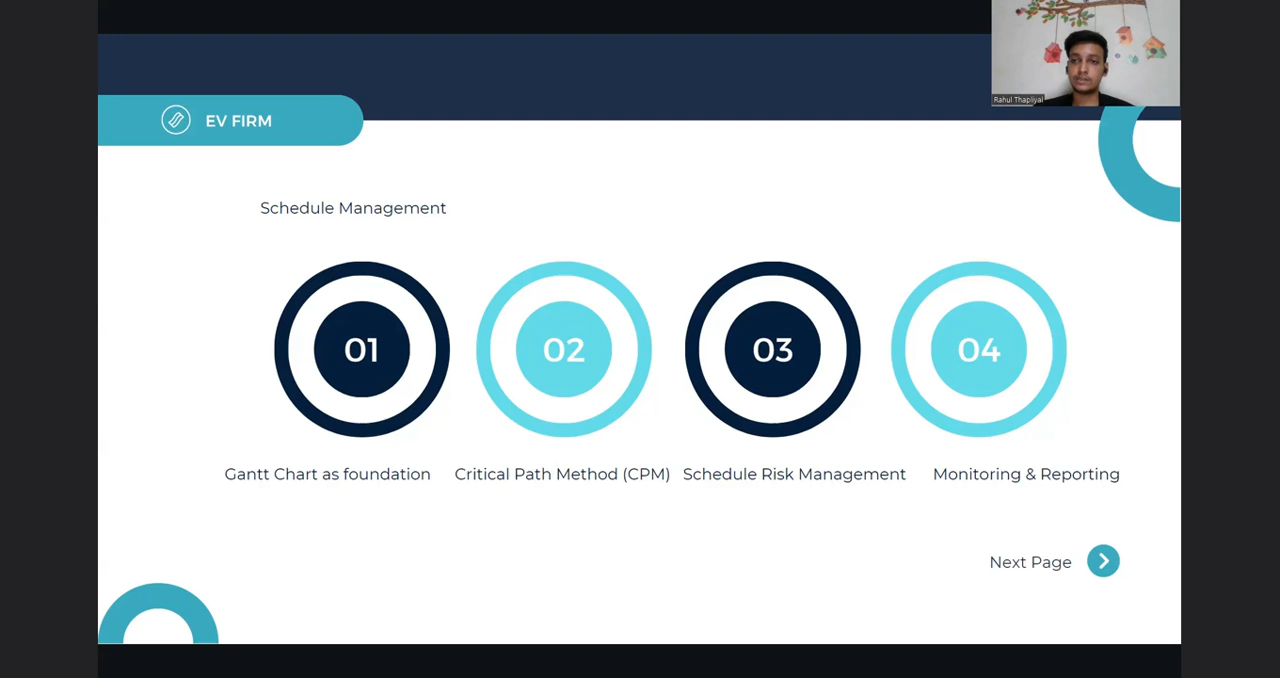 Rahul Thapliyal
EV FIRM
Schedule Management
01 02 03 04
Gantt Chart as foundation Critical Path Method (CPM) Schedule Risk Management Monitoring & Reporting
Next Page